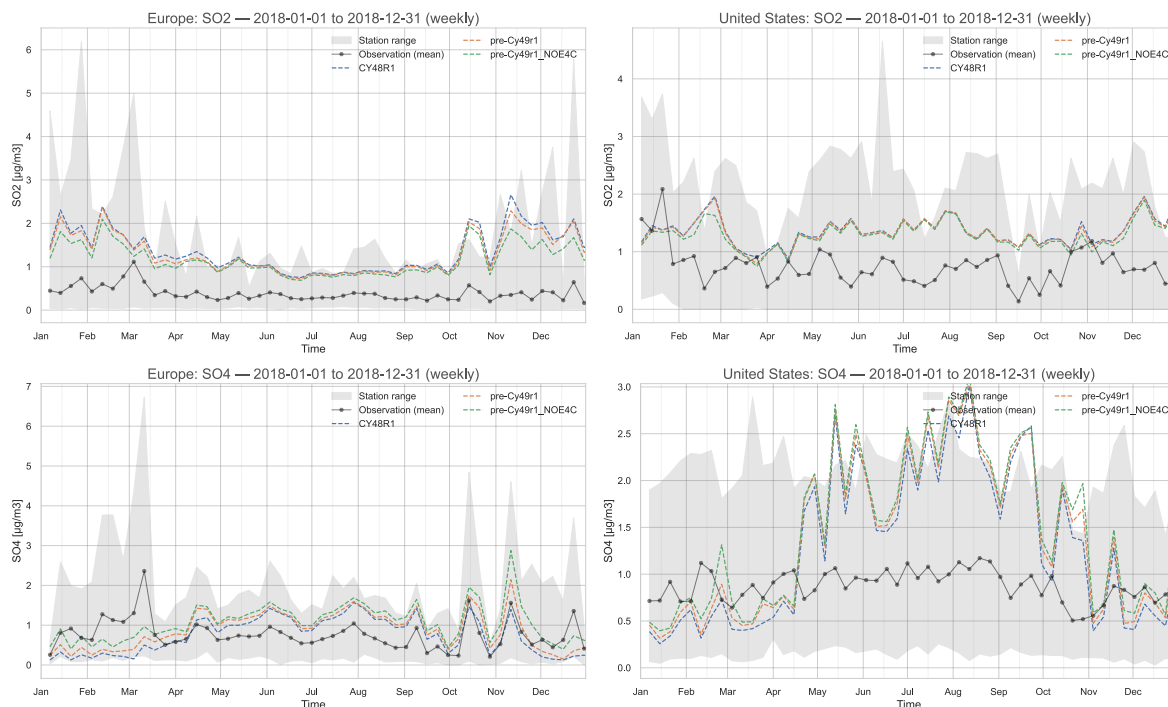 Europe: SO2 — 2018-01-01 to 2018-12-31 (weekly)
Station range
Observation (mean)
CY48R1
pre-Cy49r1
pre-Cy49r1_NOE4C
SO2 [µg/m3]
6
5
4
3
2
1
0
Jan Feb Mar Apr May Jun Jul Aug Sep Oct Nov Dec
Time
United States: SO2 — 2018-01-01 to 2018-12-31 (weekly)
Station range
Observation (mean)
CY48R1
pre-Cy49r1
pre-Cy49r1_NOE4C
SO2 [µg/m3]
4
3
2
1
0
Jan Feb Mar Apr May Jun Jul Aug Sep Oct Nov Dec
Time
Europe: SO4 — 2018-01-01 to 2018-12-31 (weekly)
Station range
Observation (mean)
CY48R1
pre-Cy49r1
pre-Cy49r1_NOE4C
SO4 [µg/m3]
7
6
5
4
3
2
1
0
Jan Feb Mar Apr May Jun Jul Aug Sep Oct Nov Dec
Time
United States: SO4 — 2018-01-01 to 2018-12-31 (weekly)
Station range
Observation (mean)
CY48R1
pre-Cy49r1
pre-Cy49r1_NOE4C
SO4 [µg/m3]
3.0
2.5
2.0
1.5
1.0
0.5
0.0
Jan Feb Mar Apr May Jun Jul Aug Sep Oct Nov Dec
Time